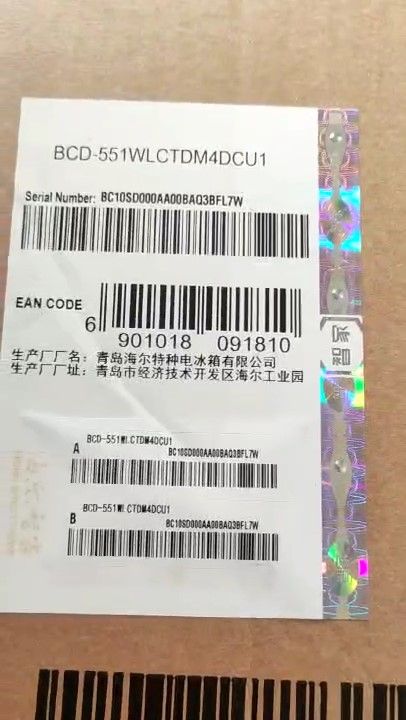 BCD-551WLCTDM4DCU1
Serial Number: BC10SD000AA00BAQ3BFL7W
EAN CODE
6 901018 091810
生产厂厂名：青岛海尔特种电冰箱有限公司
生产厂厂址：青岛市经济技术开发区海尔工业园
智家
A BCD-551WLCTDM4DCU1
BC10SD000AA00BAQ3BFL7W
B BCD-551WLCTDM4DCU1
BC10SD000AA00BAQ3BFL7W